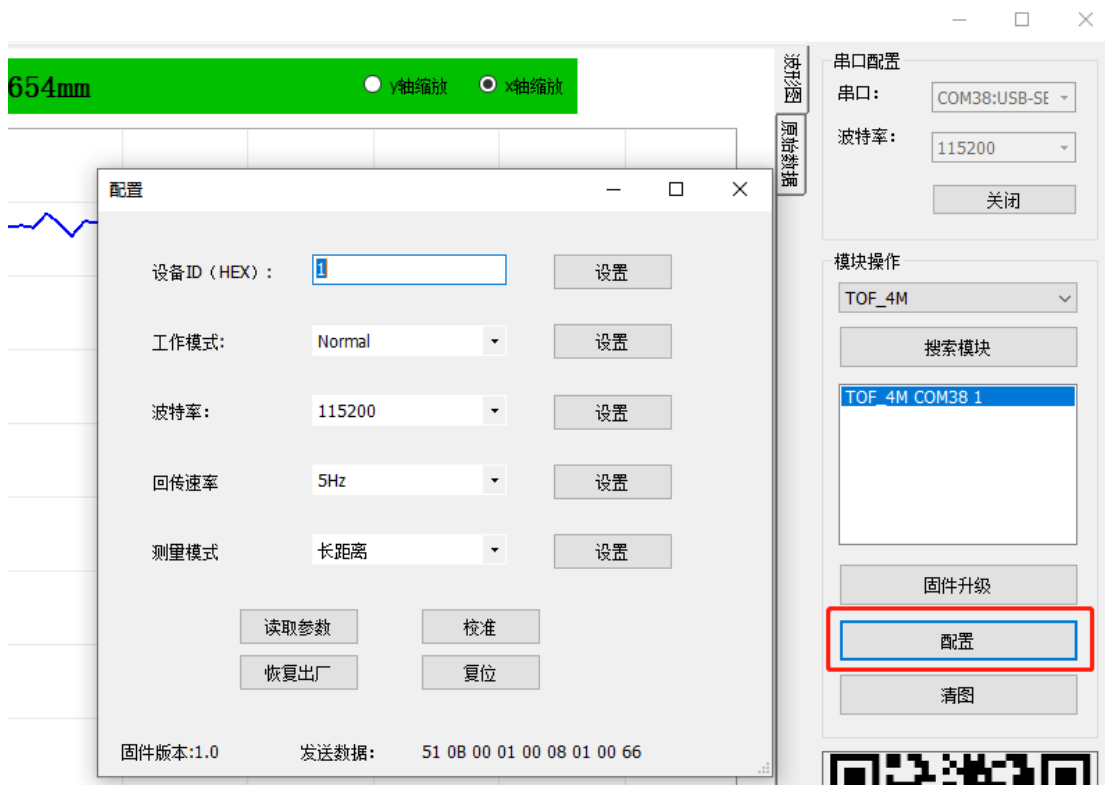 654mm
y轴缩放
x轴缩放
波形图
原始数据
串口配置
串口：
COM38:USB-SE
波特率：
115200
关闭
模块操作
TOF_4M
搜索模块
TOF_4M COM38 1
固件升级
配置
清图
配置
设备ID（HEX）:
1
设置
工作模式:
Normal
设置
波特率：
115200
设置
回传速率
5Hz
设置
测量模式
长距离
设置
读取参数
校准
恢复出厂
复位
固件版本:1.0
发送数据：
51 0B 00 01 00 08 01 00 66